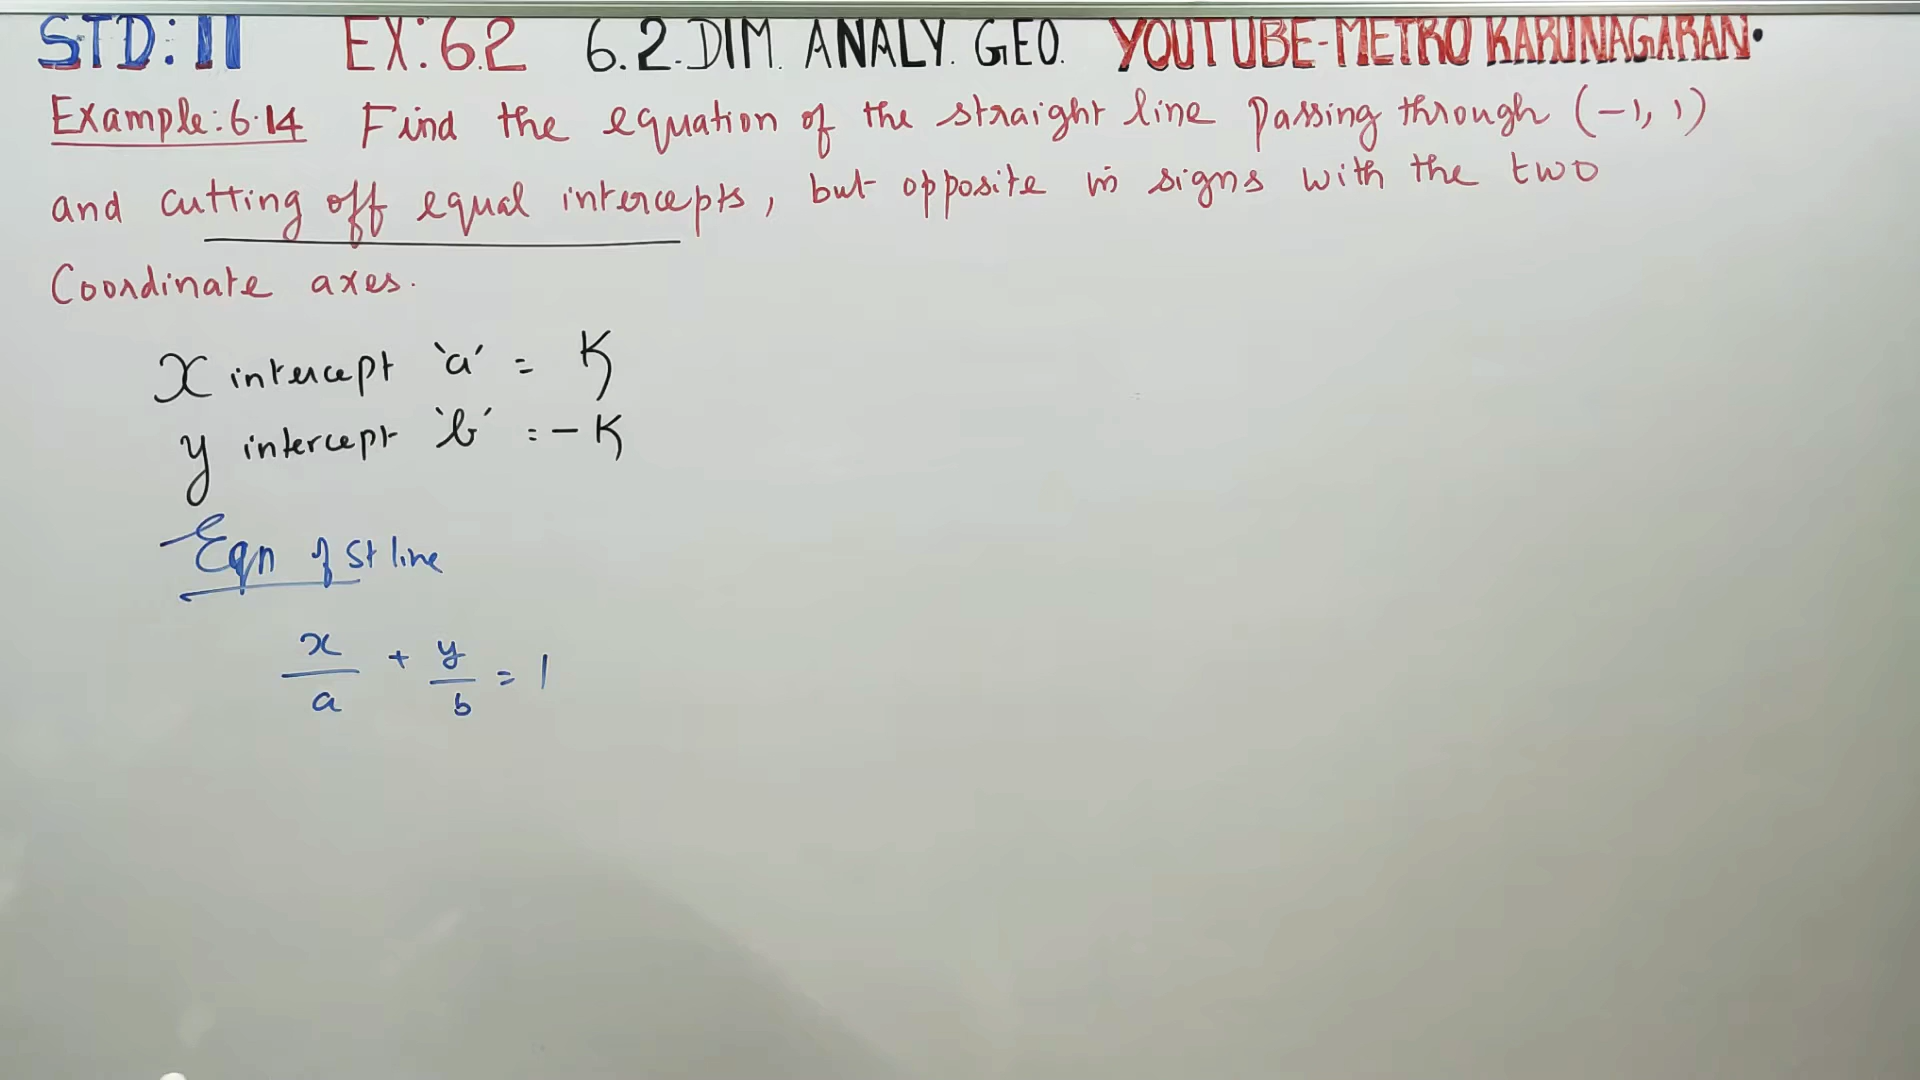 STD: 11 EX: 6.2 6.2.DIM. ANALY. GEO. YOUTUBE-METRO KARUNAGARAN.
Example: 6.14 Find the equation of the straight line passing through (-1, 1)
and cutting off equal intercepts, but opposite in signs with the two
Coordinate axes.
x intercept 'a' = K
y intercept 'b' = -K
Eqn of st line
x/a + y/b = 1